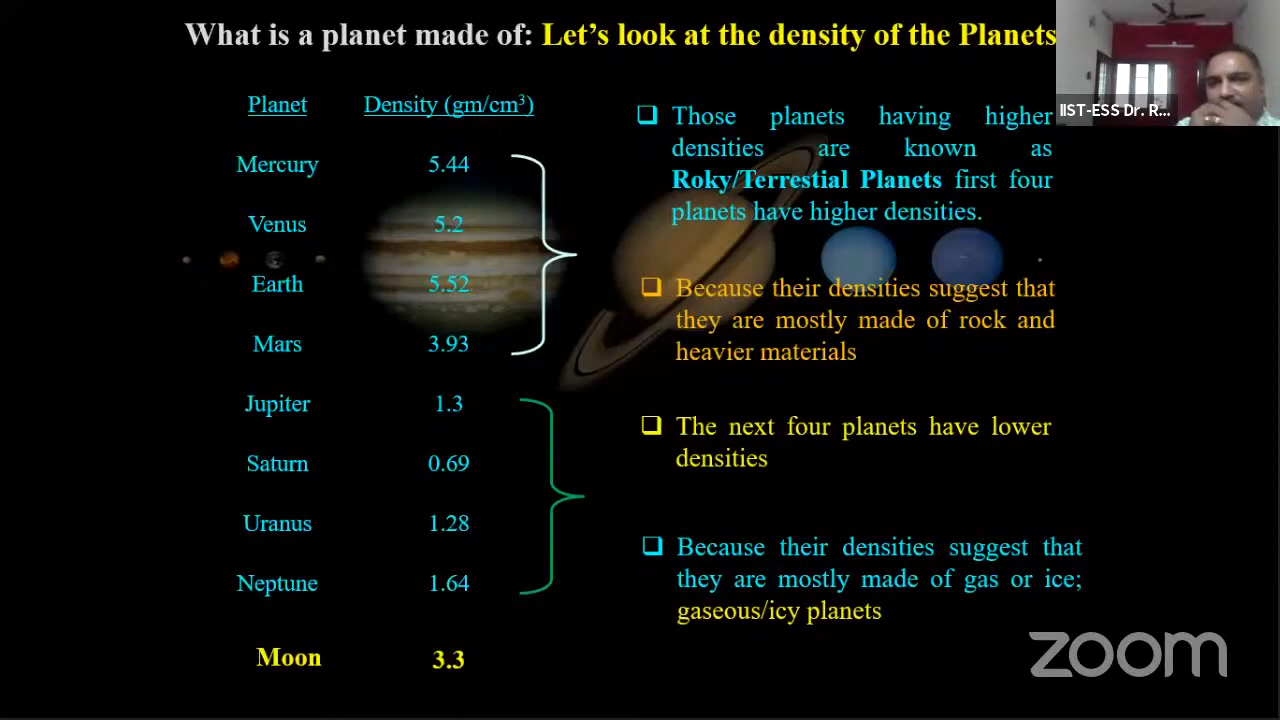 What is a planet made of: Let's look at the density of the Planets
IIST-ESS Dr. R...
Planet Density (gm/cm³)
Mercury 5.44
Venus 5.2
Earth 5.52
Mars 3.93
Jupiter 1.3
Saturn 0.69
Uranus 1.28
Neptune 1.64
Moon 3.3
Those planets having higher
densities are known as
Roky/Terrestial Planets first four
planets have higher densities.
Because their densities suggest that
they are mostly made of rock and
heavier materials
The next four planets have lower
densities
Because their densities suggest that
they are mostly made of gas or ice;
gaseous/icy planets
zoom